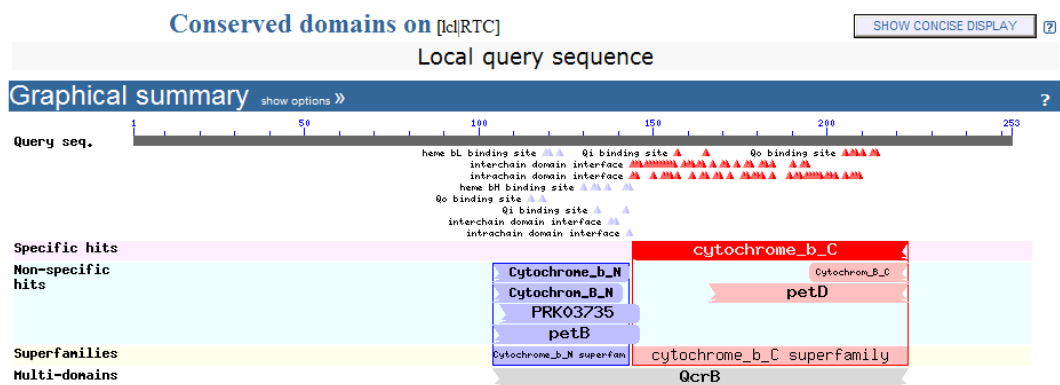 Conserved domains on [lcl|RTC]
SHOW CONCISE DISPLAY
?
Local query sequence
Graphical summary show options »
?
1 50 100 150 200 253
Query seq.
heme bL binding site Qi binding site Qo binding site
interchain domain interface
intrachain domain interface
heme bH binding site
Qo binding site
Qi binding site
interchain domain interface
intrachain domain interface
Specific hits
cytochrome_b_C
Non-specific
hits
Cytochrome_b_N Cytochrom_B_C
Cytochrom_B_N petD
PRK03735
petB
Superfamilies
Cytochrome_b_N superfam cytochrome_b_C superfamily
Multi-domains
QcrB